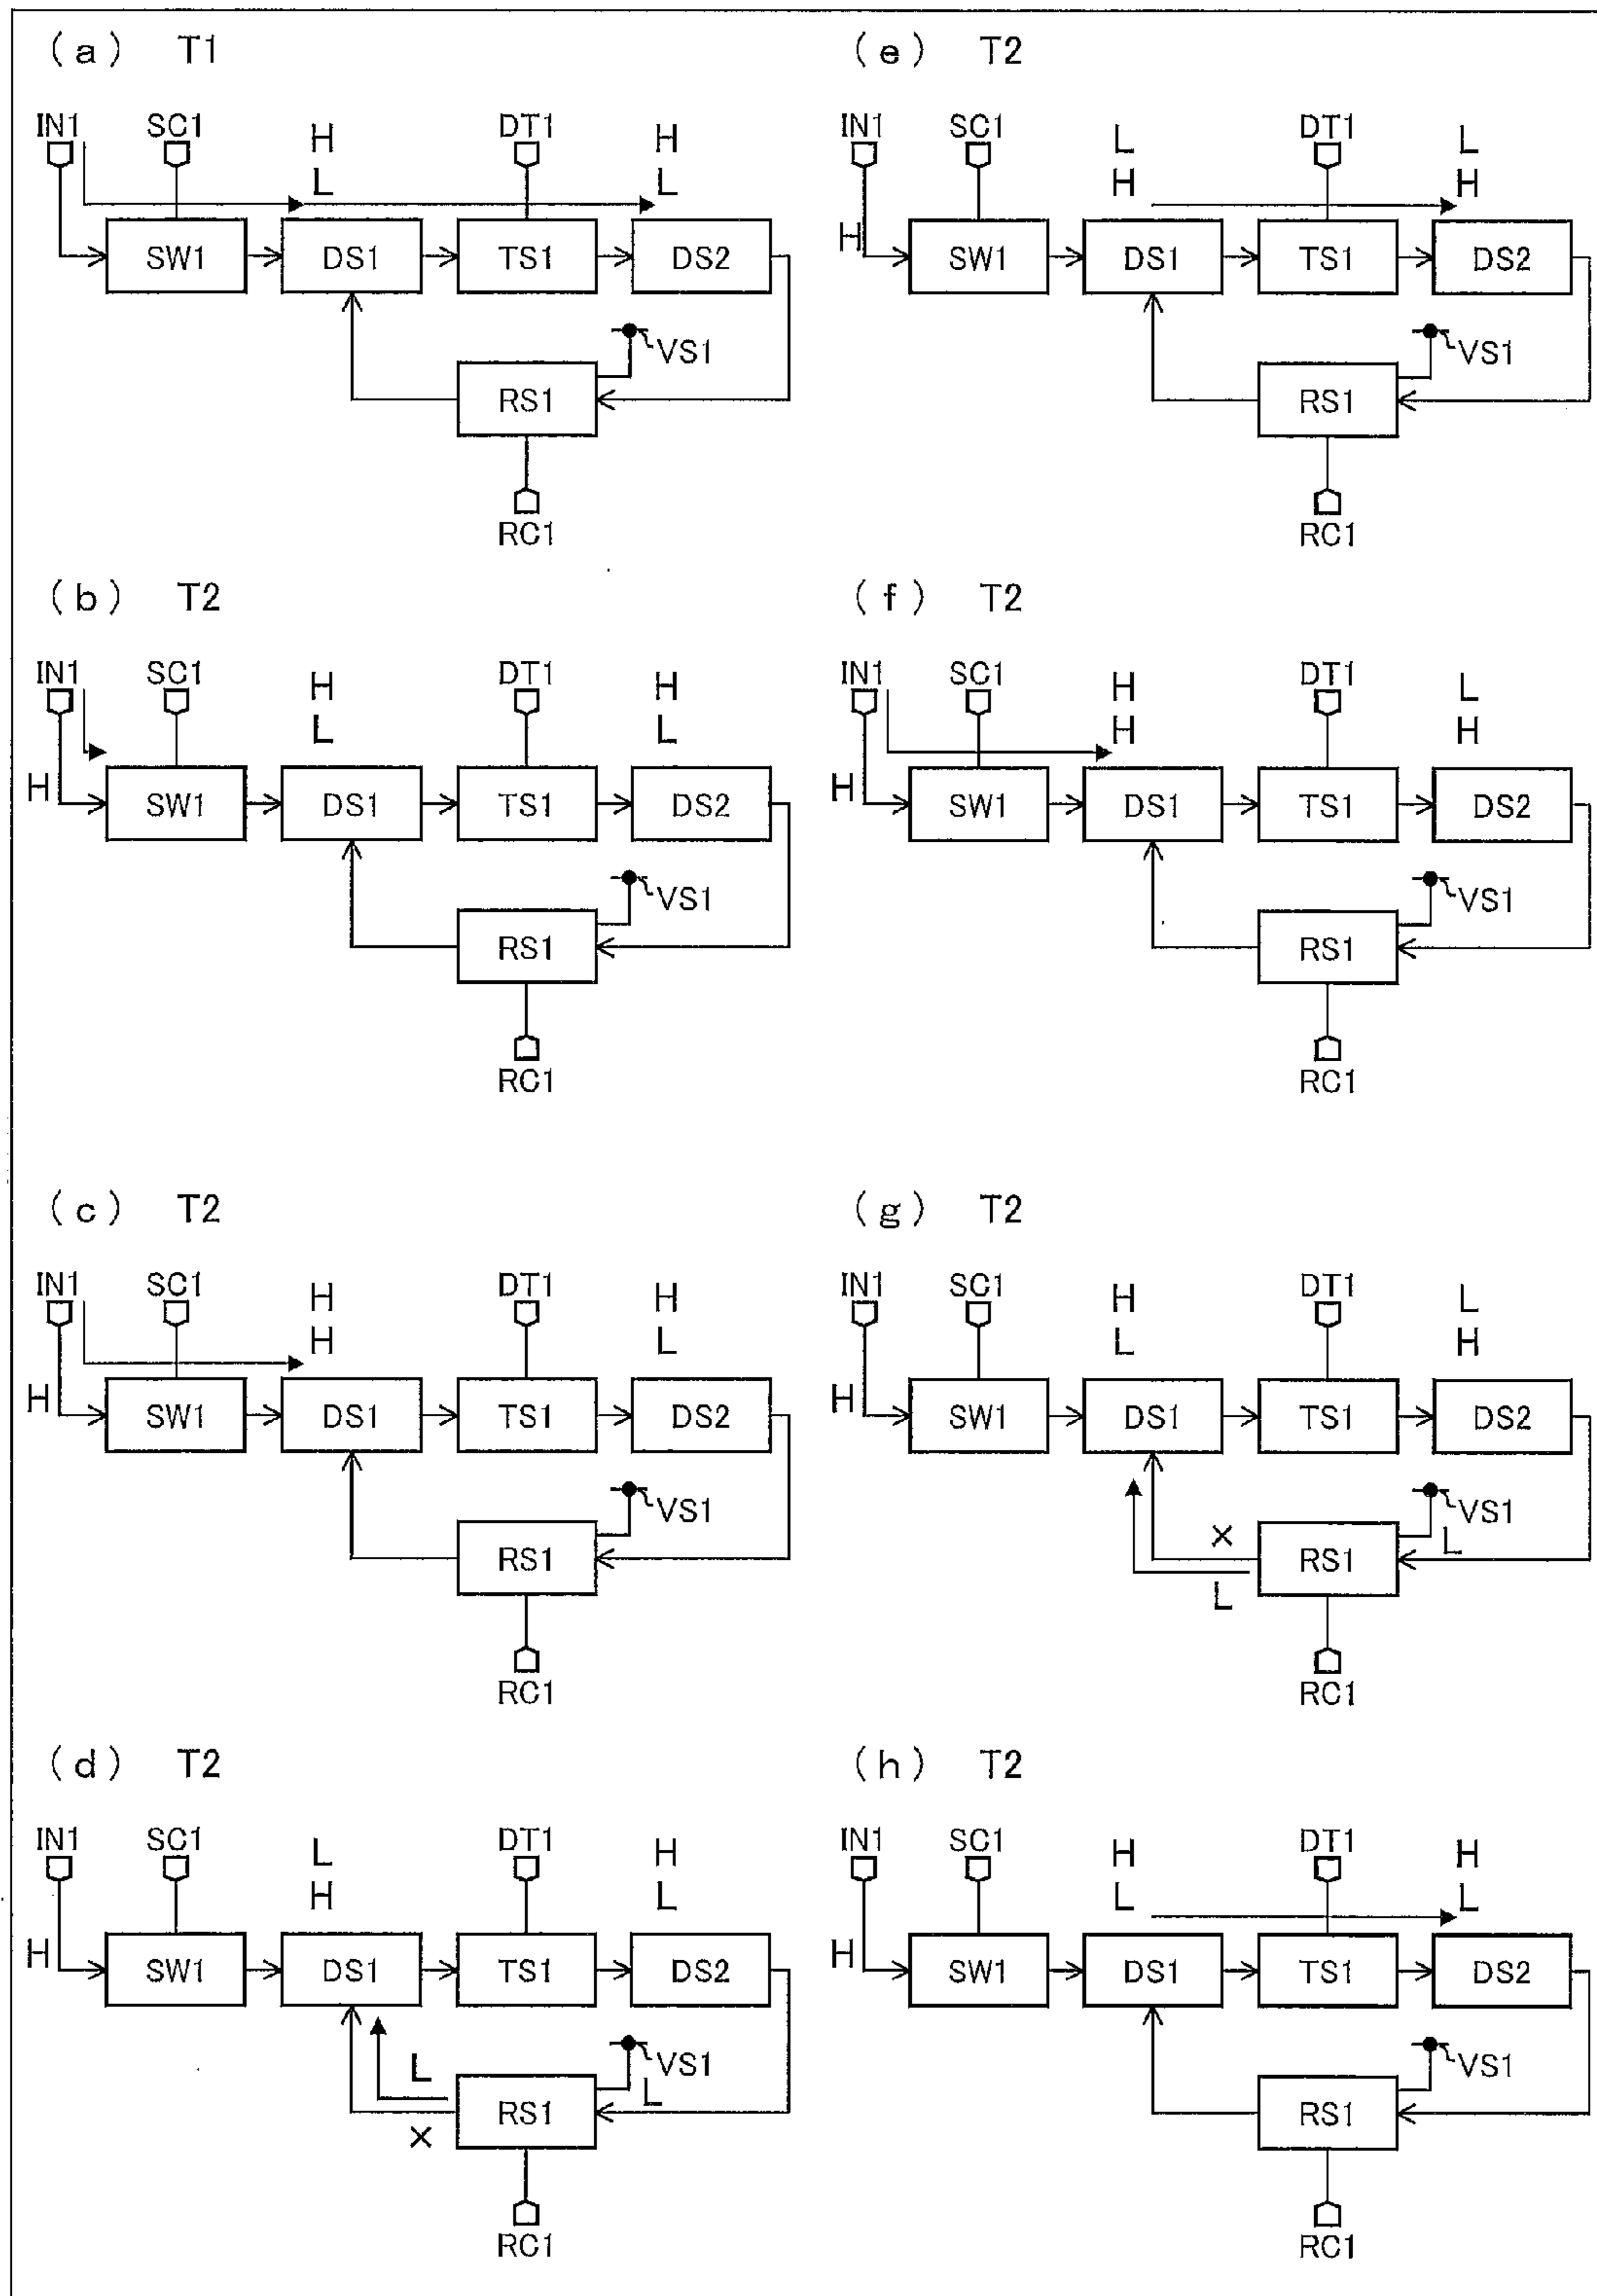 (a) T1
IN1 SC1 H DT1 H
L L
SW1 DS1 TS1 DS2
VS1
RS1
RC1
(b) T2
IN1 SC1 H DT1 H
L L
H SW1 DS1 TS1 DS2
VS1
RS1
RC1
(c) T2
IN1 SC1 H DT1 H
H L
H SW1 DS1 TS1 DS2
VS1
RS1
RC1
(d) T2
IN1 SC1 L DT1 H
H L
H SW1 DS1 TS1 DS2
VS1
L RS1 L
×
RC1
(e) T2
IN1 SC1 L DT1 L
H H
H SW1 DS1 TS1 DS2
VS1
RS1
RC1
(f) T2
IN1 SC1 H DT1 L
H H
H SW1 DS1 TS1 DS2
VS1
RS1
RC1
(g) T2
IN1 SC1 H DT1 L
L H
H SW1 DS1 TS1 DS2
VS1
× RS1 L
L
RC1
(h) T2
IN1 SC1 H DT1 H
L L
H SW1 DS1 TS1 DS2
VS1
RS1
RC1